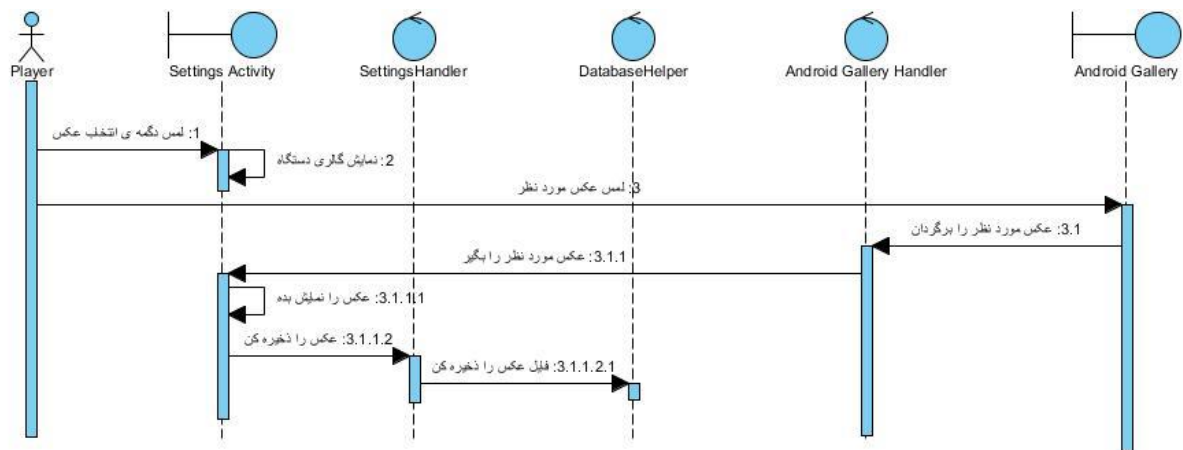 Player
Settings Activity
SettingsHandler
DatabaseHelper
Android Gallery Handler
Android Gallery
1: لمس دگمه ی انتخاب عکس
2: نمایش گالری دستگاه
3: لمس عکس مورد نظر
3.1: عکس مورد نظر را برگردان
3.1.1: عکس مورد نظر را بگیر
3.1.1.1: عکس را نمایش بده
3.1.1.2: عکس را ذخیره کن
3.1.1.2.1: فایل عکس را ذخیره کن